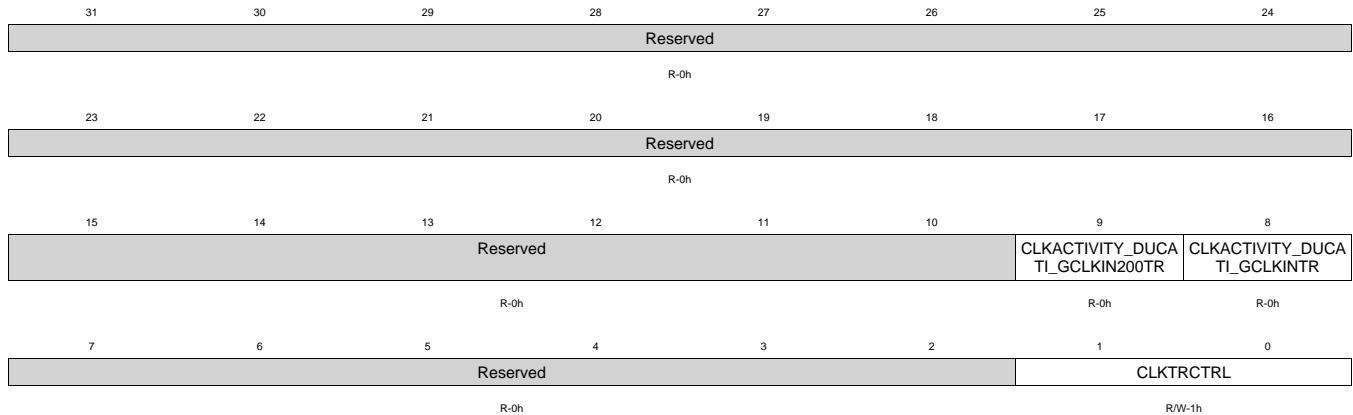 31 30 29 28 27 26 25 24
Reserved
R-0h
23 22 21 20 19 18 17 16
Reserved
R-0h
15 14 13 12 11 10 9 8
Reserved CLKACTIVITY_DUCA CLKACTIVITY_DUCA
TI_GCLKIN200TR TI_GCLKINTR
R-0h R-0h R-0h
7 6 5 4 3 2 1 0
Reserved CLKTRCTRL
R-0h R/W-1h